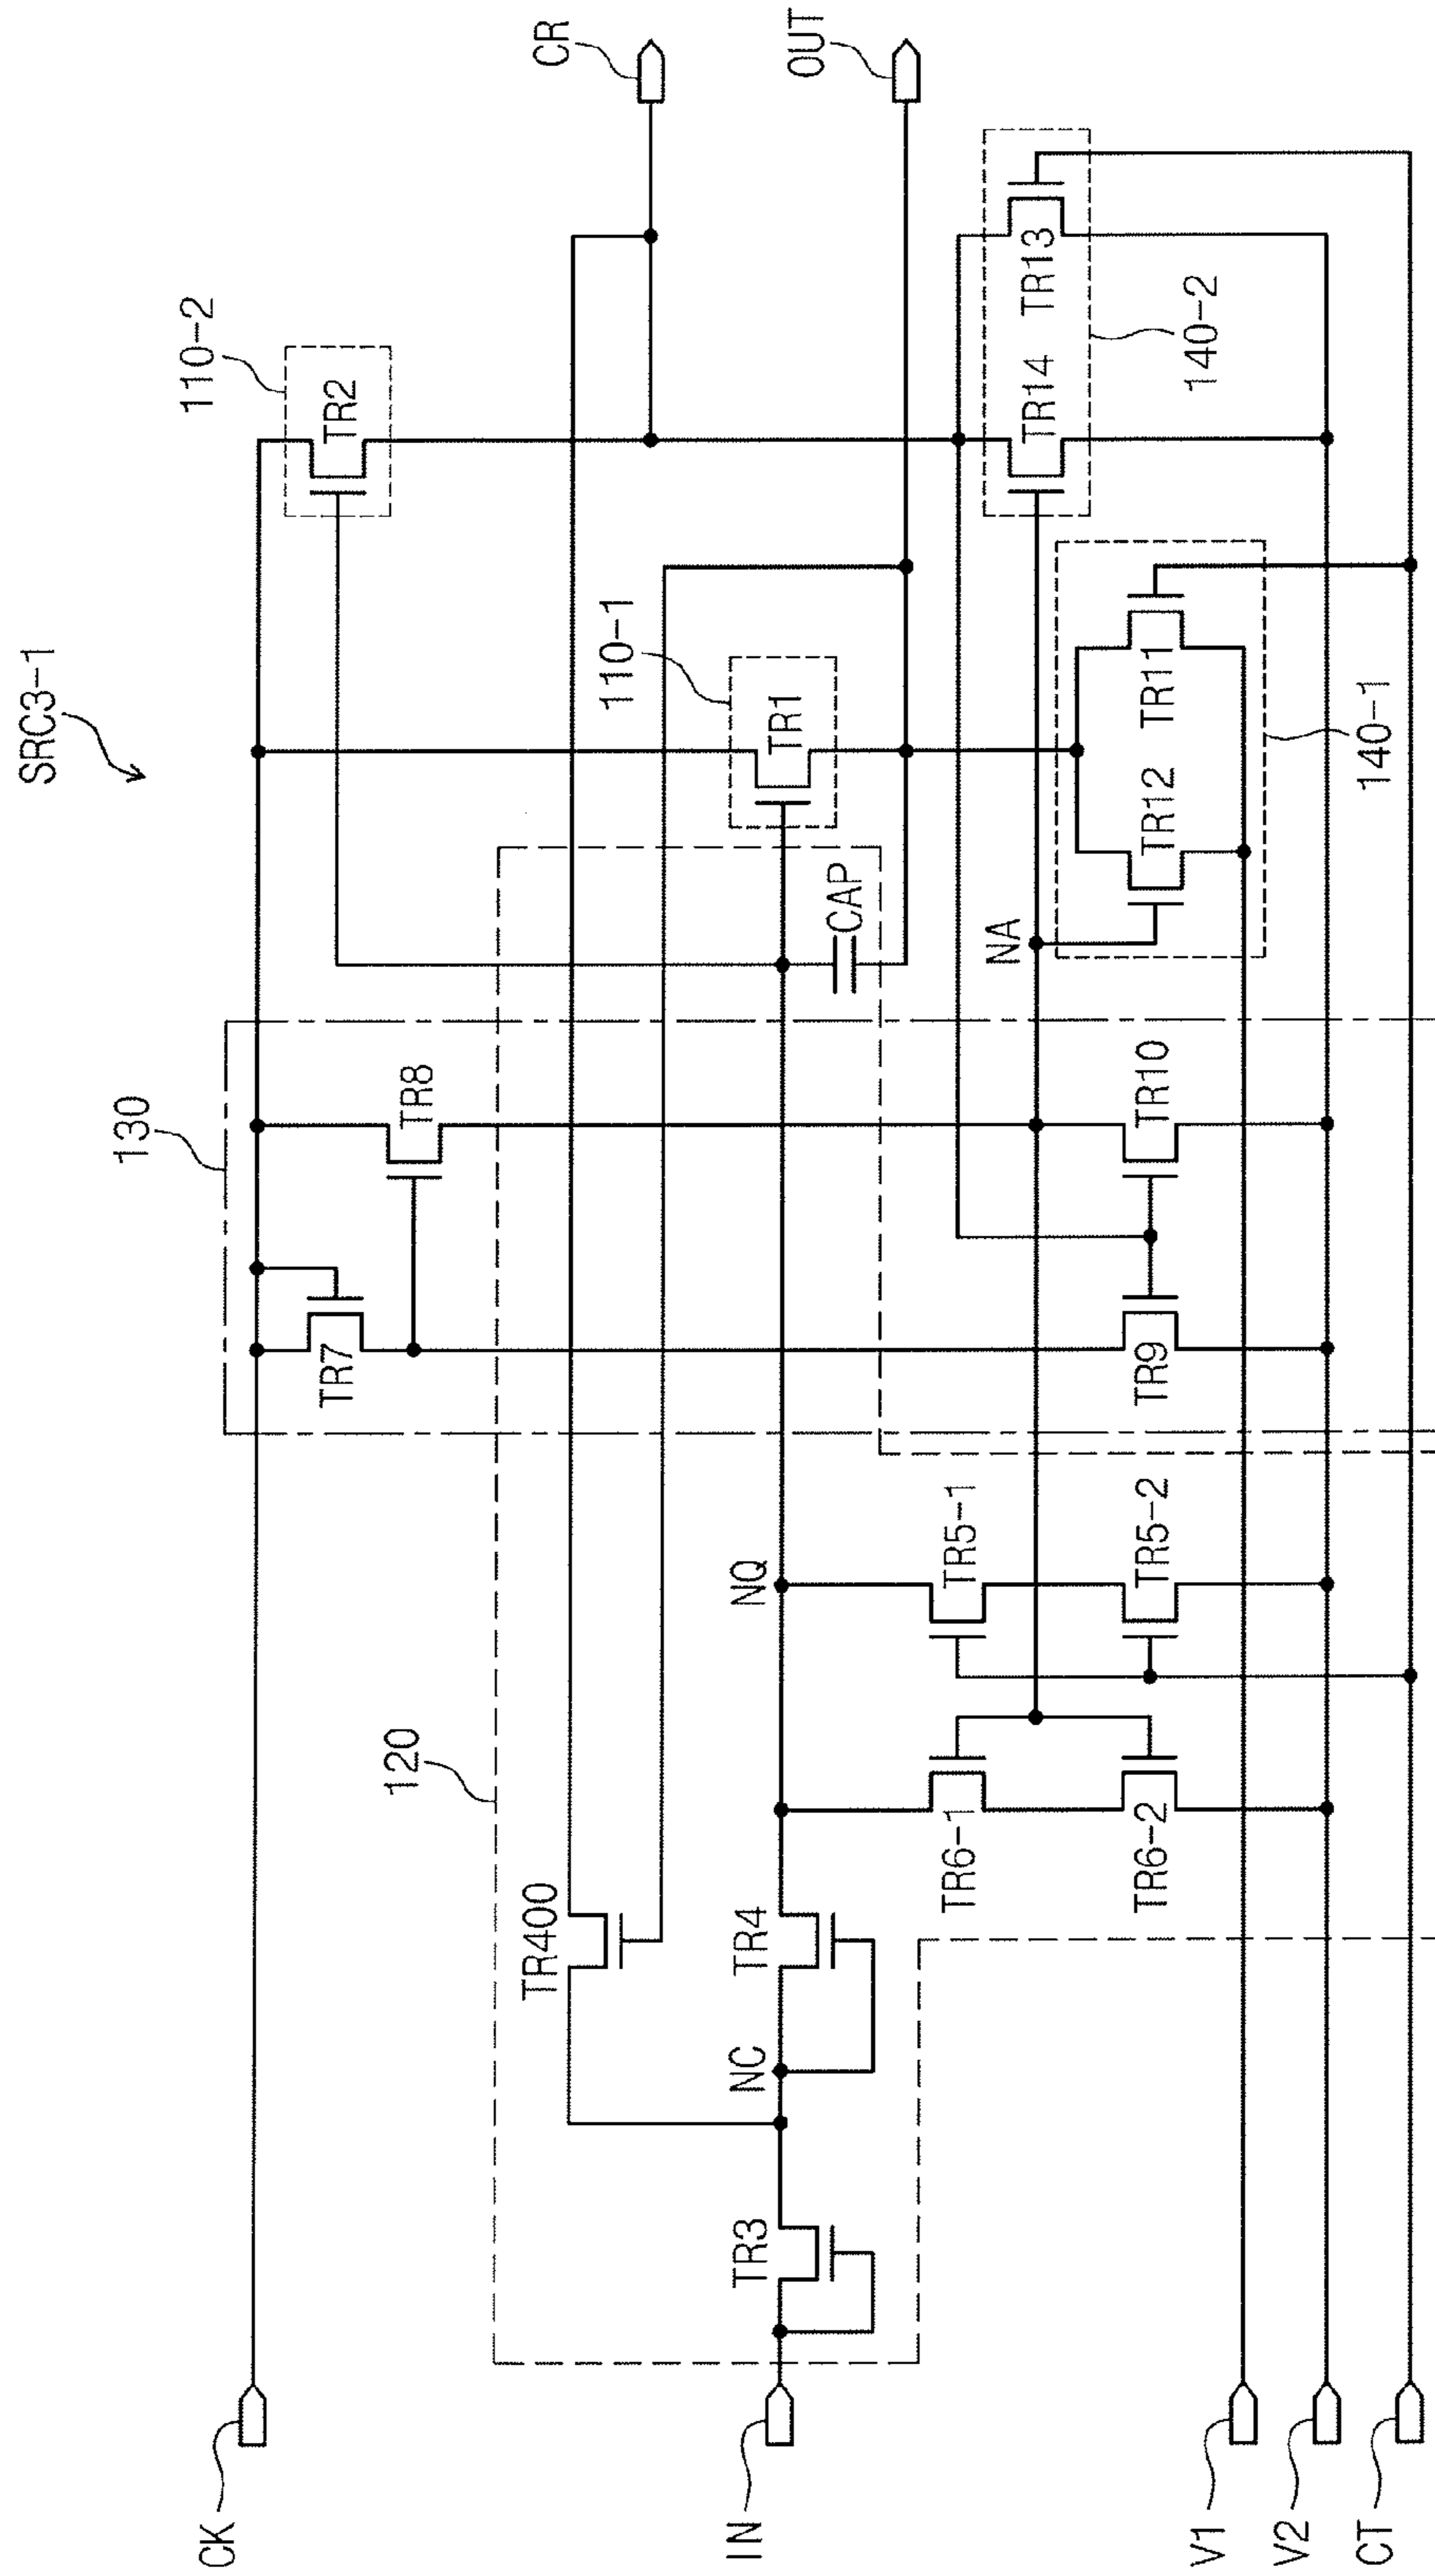 SRC3-1
110-2
TR2
CR
OUT
130
TR8
TR7
110-1
TR1
CAP
120
TR400
NQ
TR4
NC
TR3
NA
TR14
TR13
140-2
TR12
TR11
140-1
TR10
TR9
TR5-1
TR5-2
TR6-1
TR6-2
CK
IN
V1
V2
CT